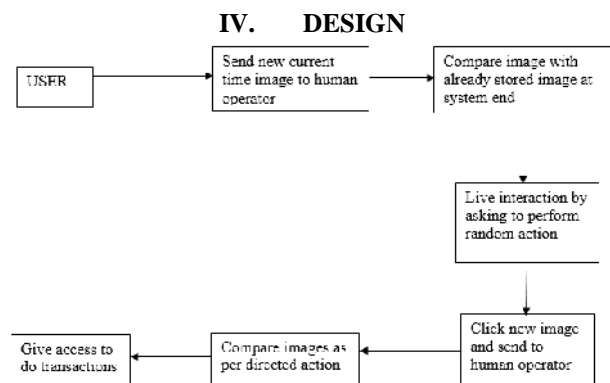 IV. DESIGN
USER
Send new current
time image to human
operator
Compare image with
already stored image at
system end
Live interaction by
asking to perform
random action
Click new image
and send to
human operator
Compare images as
per directed action
Give access to
do transactions